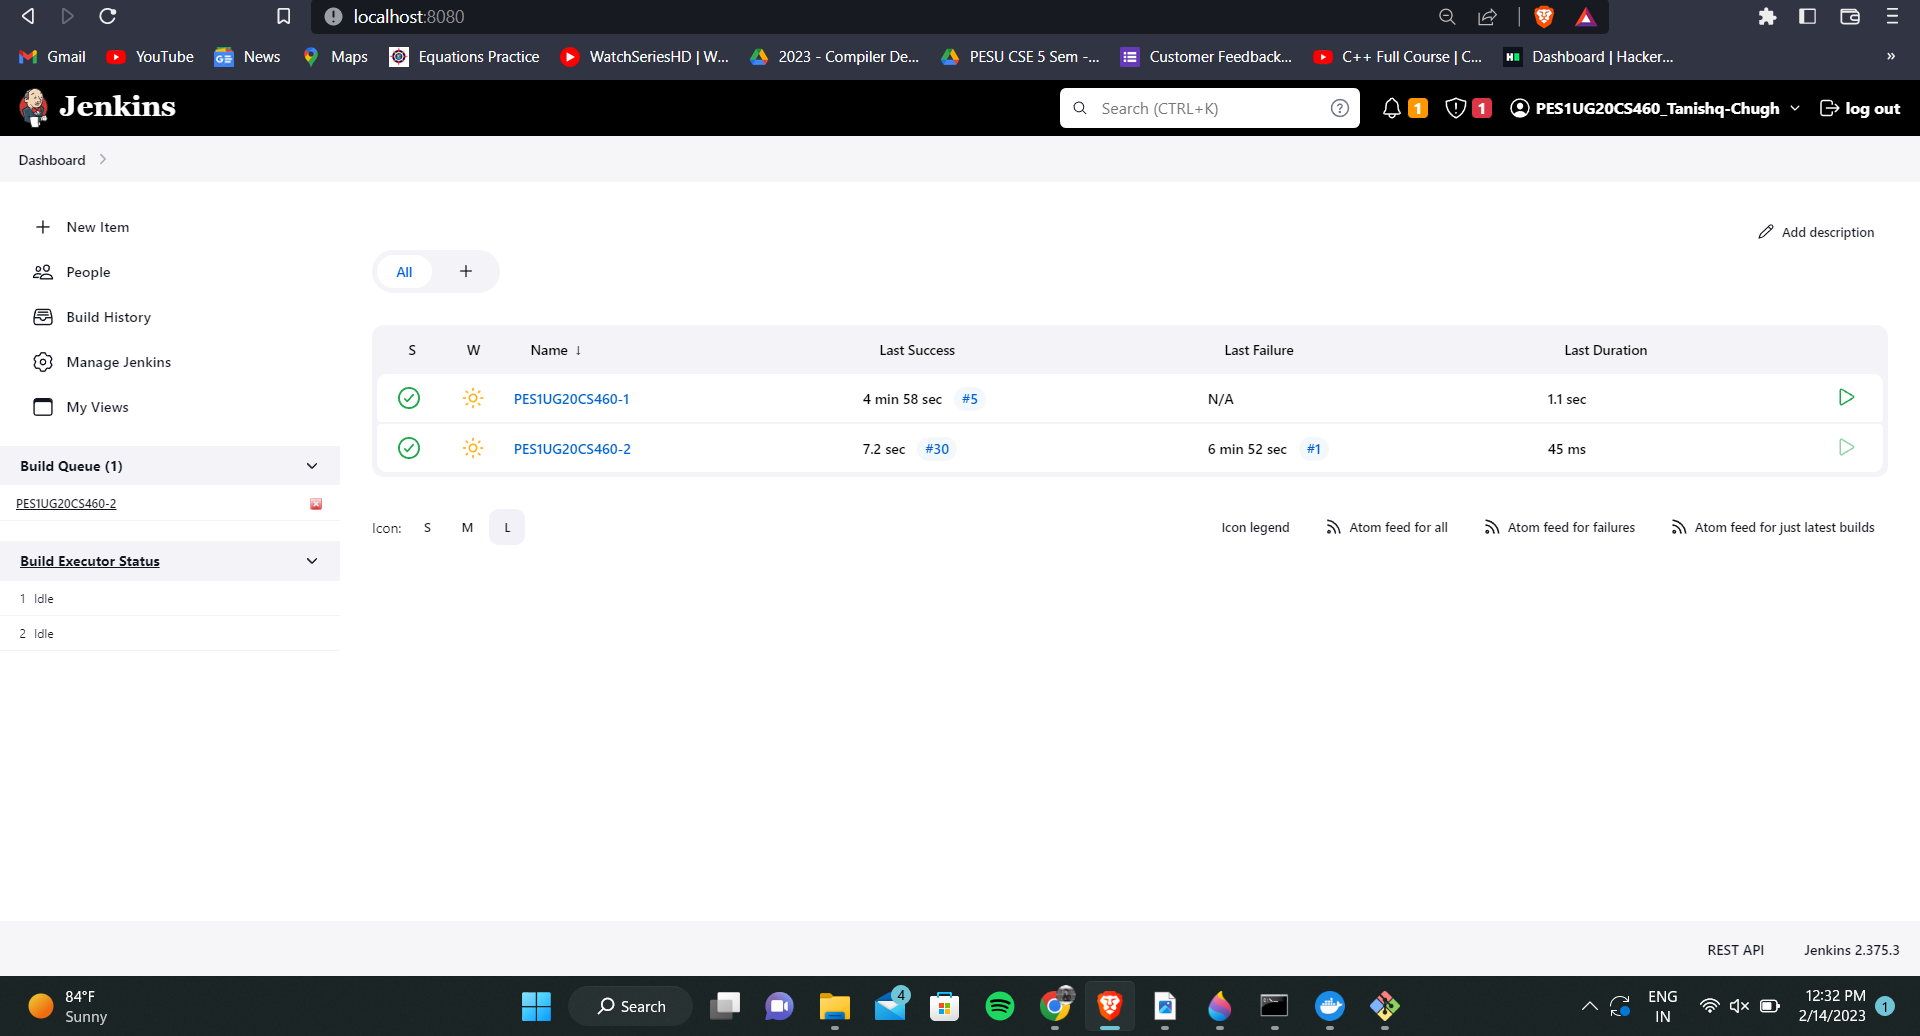 localhost:8080
Gmail YouTube News Maps Equations Practice WatchSeriesHD | W... 2023 - Compiler De... PESU CSE 5 Sem -... Customer Feedback... C++ Full Course | C... Dashboard | Hacker... »
Jenkins Search (CTRL+K) 1 1 PES1UG20CS460_Tanishq-Chugh log out
Dashboard
New Item
Add description
People
All +
Build History
S W Name ↓ Last Success Last Failure Last Duration
Manage Jenkins
PES1UG20CS460-1 4 min 58 sec #5 N/A 1.1 sec
My Views
PES1UG20CS460-2 7.2 sec #30 6 min 52 sec #1 45 ms
Build Queue (1)
PES1UG20CS460-2
Icon: S M L Icon legend Atom feed for all Atom feed for failures Atom feed for just latest builds
Build Executor Status
1 Idle
2 Idle
REST API Jenkins 2.375.3
84°F
Sunny
Search
4
ENG
IN
12:32 PM
2/14/2023
1